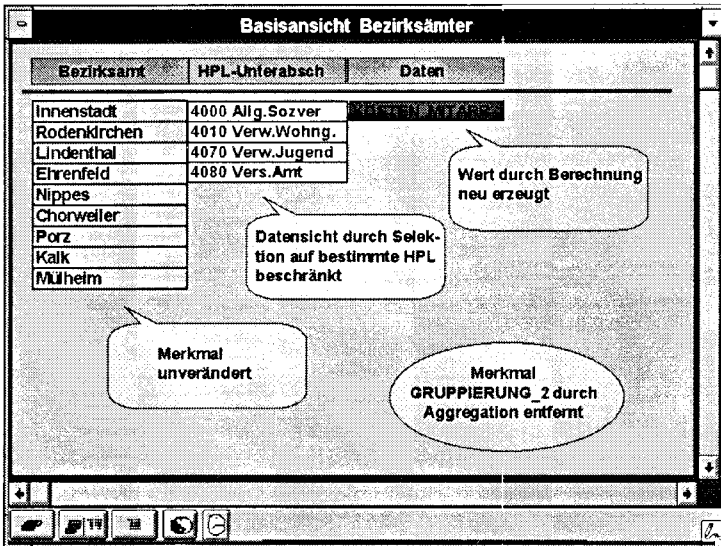 Basisansicht Bezirksämter
Bezirksamt HPL-Unterabsch Daten
Innenstadt 4000 Allg.Sozver KOSTEN_MTARB
Rodenkirchen 4010 Verw.Wohng.
Lindenthal 4070 Verw.Jugend
Ehrenfeld 4080 Vers.Amt
Nippes
Chorweiler
Porz
Kalk
Mülheim
Wert durch Berechnung
neu erzeugt
Datensicht durch Selek-
tion auf bestimmte HPL
beschränkt
Merkmal
unverändert
Merkmal
GRUPPIERUNG_2 durch
Aggregation entfernt